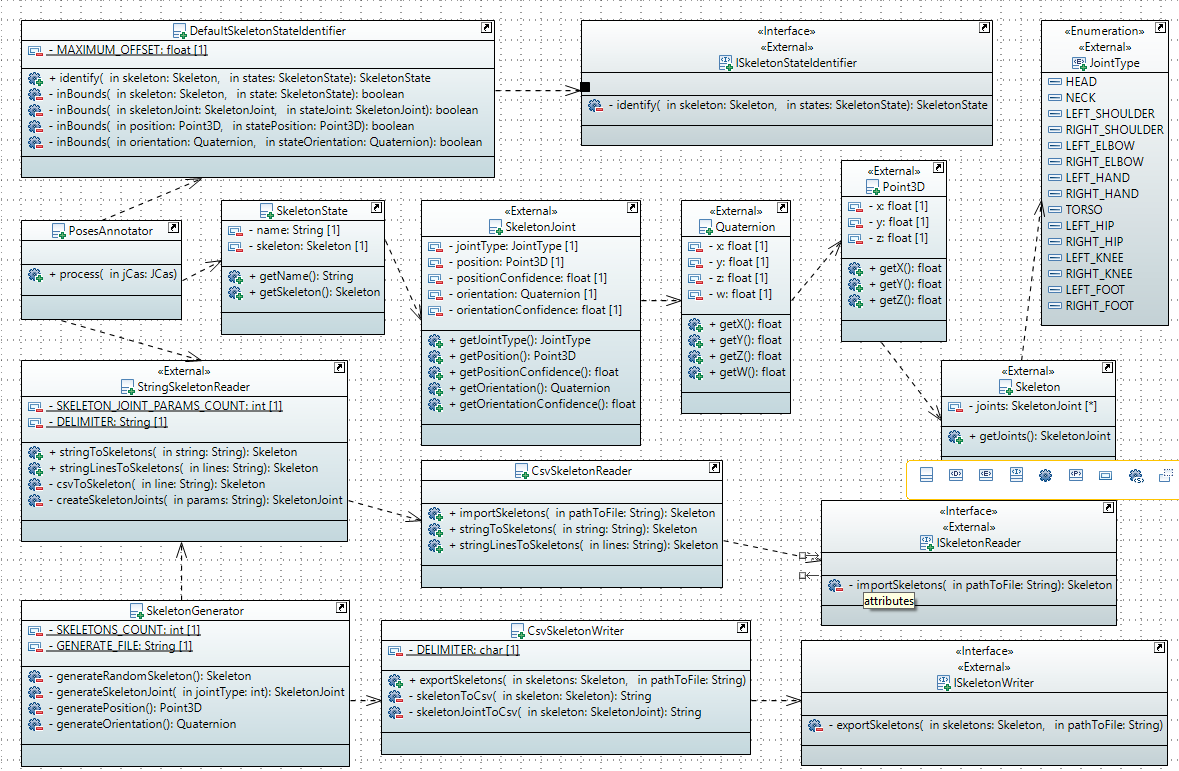 DefaultSkeletonStateIdentifier
- MAXIMUM_OFFSET: float [1]
+ identify( in skeleton: Skeleton, in states: SkeletonState): SkeletonState
- inBounds( in skeleton: Skeleton, in state: SkeletonState): boolean
- inBounds( in skeletonJoint: SkeletonJoint, in stateJoint: SkeletonJoint): boolean
- inBounds( in position: Point3D, in statePosition: Point3D): boolean
- inBounds( in orientation: Quaternion, in stateOrientation: Quaternion): boolean
«Interface»
«External»
ISkeletonStateIdentifier
- identify( in skeleton: Skeleton, in states: SkeletonState): SkeletonState
«Enumeration»
«External»
JointType
HEAD
NECK
LEFT_SHOULDER
RIGHT_SHOULDER
LEFT_ELBOW
RIGHT_ELBOW
LEFT_HAND
RIGHT_HAND
TORSO
LEFT_HIP
RIGHT_HIP
LEFT_KNEE
RIGHT_KNEE
LEFT_FOOT
RIGHT_FOOT
PosesAnnotator
+ process( in jCas: JCas)
SkeletonState
- name: String [1]
- skeleton: Skeleton [1]
+ getName(): String
+ getSkeleton(): Skeleton
«External»
SkeletonJoint
- jointType: JointType [1]
- position: Point3D [1]
- positionConfidence: float [1]
- orientation: Quaternion [1]
- orientationConfidence: float [1]
+ getJointType(): JointType
+ getPosition(): Point3D
+ getPositionConfidence(): float
+ getOrientation(): Quaternion
+ getOrientationConfidence(): float
«External»
Quaternion
- x: float [1]
- y: float [1]
- z: float [1]
- w: float [1]
+ getX(): float
+ getY(): float
+ getZ(): float
+ getW(): float
«External»
Point3D
- x: float [1]
- y: float [1]
- z: float [1]
+ getX(): float
+ getY(): float
+ getZ(): float
«External»
Skeleton
- joints: SkeletonJoint [*]
+ getJoints(): SkeletonJoint
«External»
StringSkeletonReader
- SKELETON_JOINT_PARAMS_COUNT: int [1]
- DELIMITER: String [1]
+ stringToSkeletons( in string: String): Skeleton
+ stringLinesToSkeletons( in lines: String): Skeleton
- csvToSkeleton( in line: String): Skeleton
- createSkeletonJoints( in params: String): SkeletonJoint
CsvSkeletonReader
+ importSkeletons( in pathToFile: String): Skeleton
+ stringToSkeletons( in string: String): Skeleton
+ stringLinesToSkeletons( in lines: String): Skeleton
«Interface»
«External»
ISkeletonReader
- importSkeletons( in pathToFile: String): Skeleton
attributes
SkeletonGenerator
- SKELETONS_COUNT: int [1]
- GENERATE_FILE: String [1]
- generateRandomSkeleton(): Skeleton
- generateSkeletonJoint( in jointType: int): SkeletonJoint
- generatePosition(): Point3D
- generateOrientation(): Quaternion
CsvSkeletonWriter
- DELIMITER: char [1]
+ exportSkeletons( in skeletons: Skeleton, in pathToFile: String)
- skeletonToCsv( in skeleton: Skeleton): String
- skeletonJointToCsv( in skeleton: SkeletonJoint): String
«Interface»
«External»
ISkeletonWriter
- exportSkeletons( in skeletons: Skeleton, in pathToFile: String)